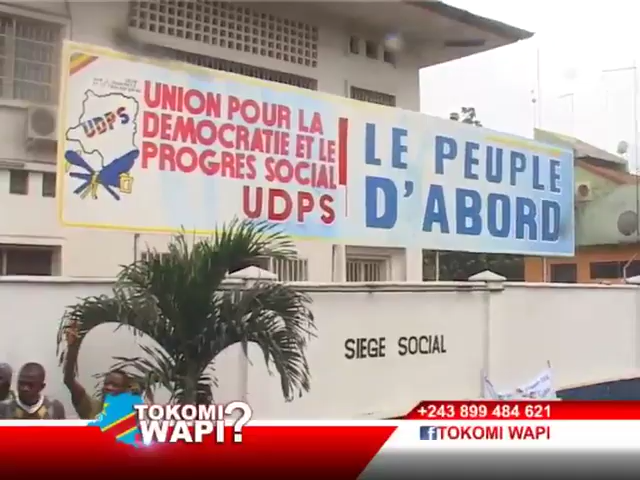 UDPS
UNION POUR LA
DEMOCRATIE ET LE
PROGRES SOCIAL
UDPS
LE PEUPLE
D'ABORD
SIEGE SOCIAL
TOKOMI
WAPI?
+243 899 484 621
TOKOMI WAPI